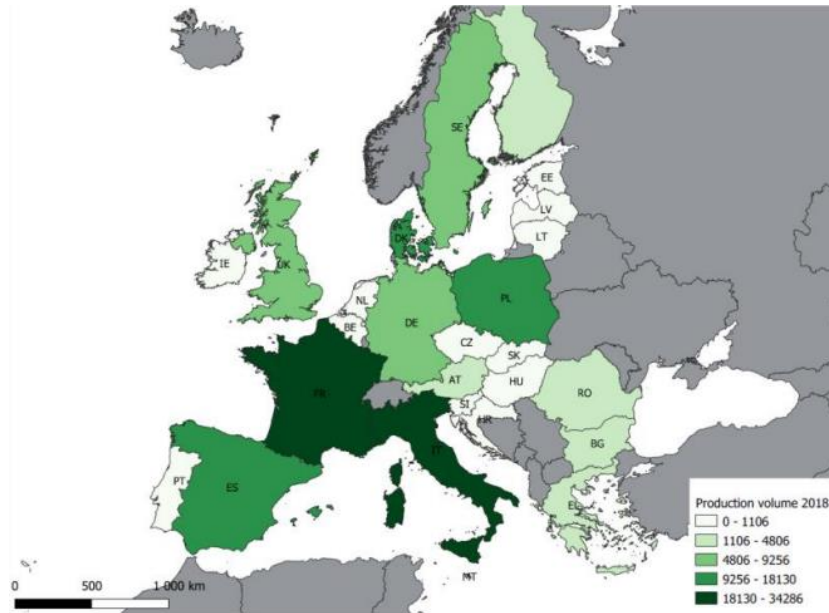 SE
EE
LV
LT
DK
IE
UK
NL
BE
DE
PL
CZ
SK
AT
HU
SI
HR
RO
BG
FR
IT
PT
ES
EL
MT
Production volume 2018
0 - 1106
1106 - 4806
4806 - 9256
9256 - 18130
18130 - 34286
0 500 1 000 km